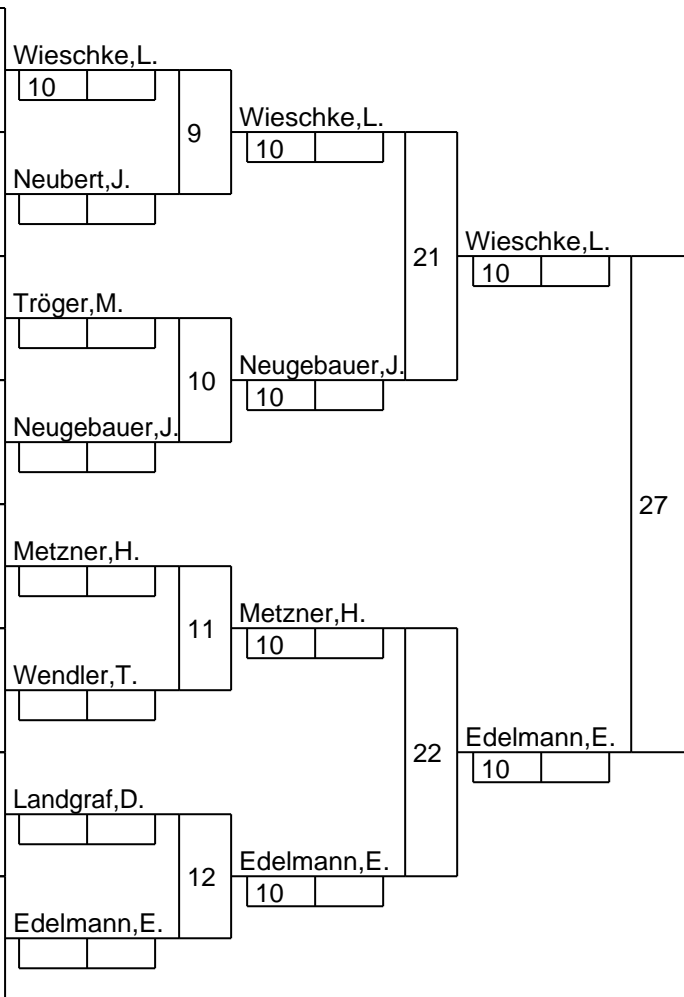 Wieschke,L.
10
9
Wieschke,L.
10
Neubert,J.
21
Wieschke,L.
10
Tröger,M.
10
Neugebauer,J.
10
Neugebauer,J.
27
Metzner,H.
11
Metzner,H.
10
Wendler,T.
22
Edelmann,E.
10
Landgraf,D.
12
Edelmann,E.
10
Edelmann,E.